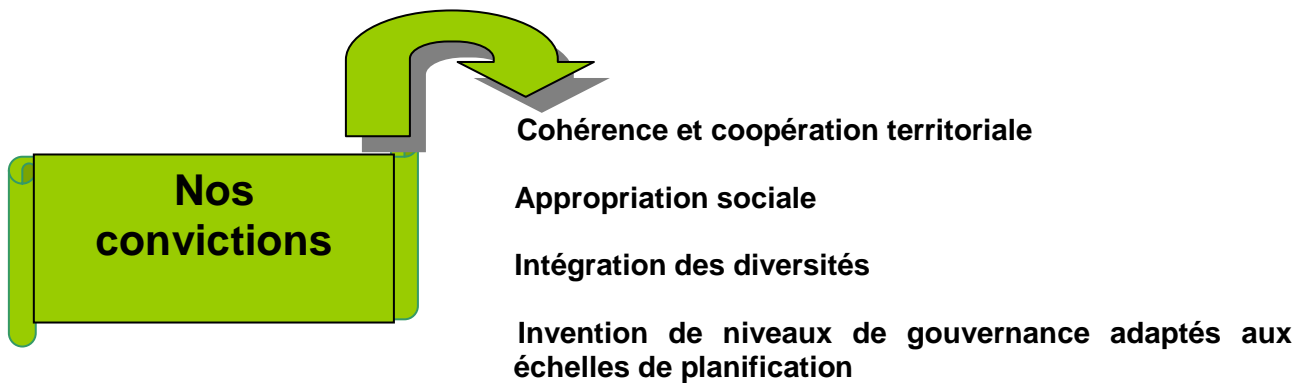 Nos
convictions
Cohérence et coopération territoriale
Appropriation sociale
Intégration des diversités
Invention de niveaux de gouvernance adaptés aux
échelles de planification